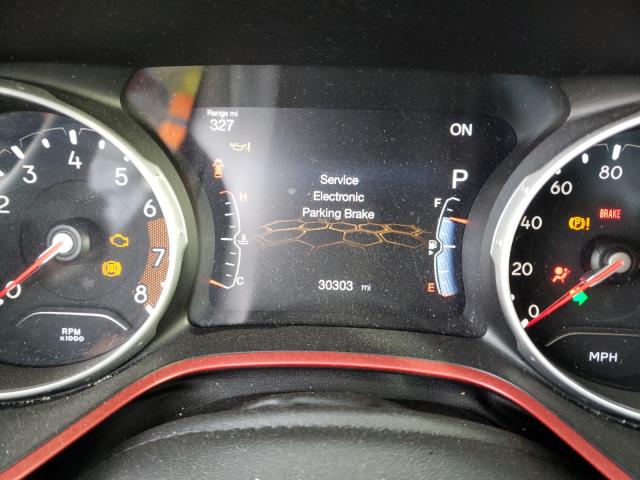 Range mi
327
ON
Service
Electronic
Parking Brake
P
H
C
F
E
30303 mi
2
3
4
5
6
7
8
0
RPM
x1000
ABS
0
20
40
60
80
BRAKE
(P)!
MPH